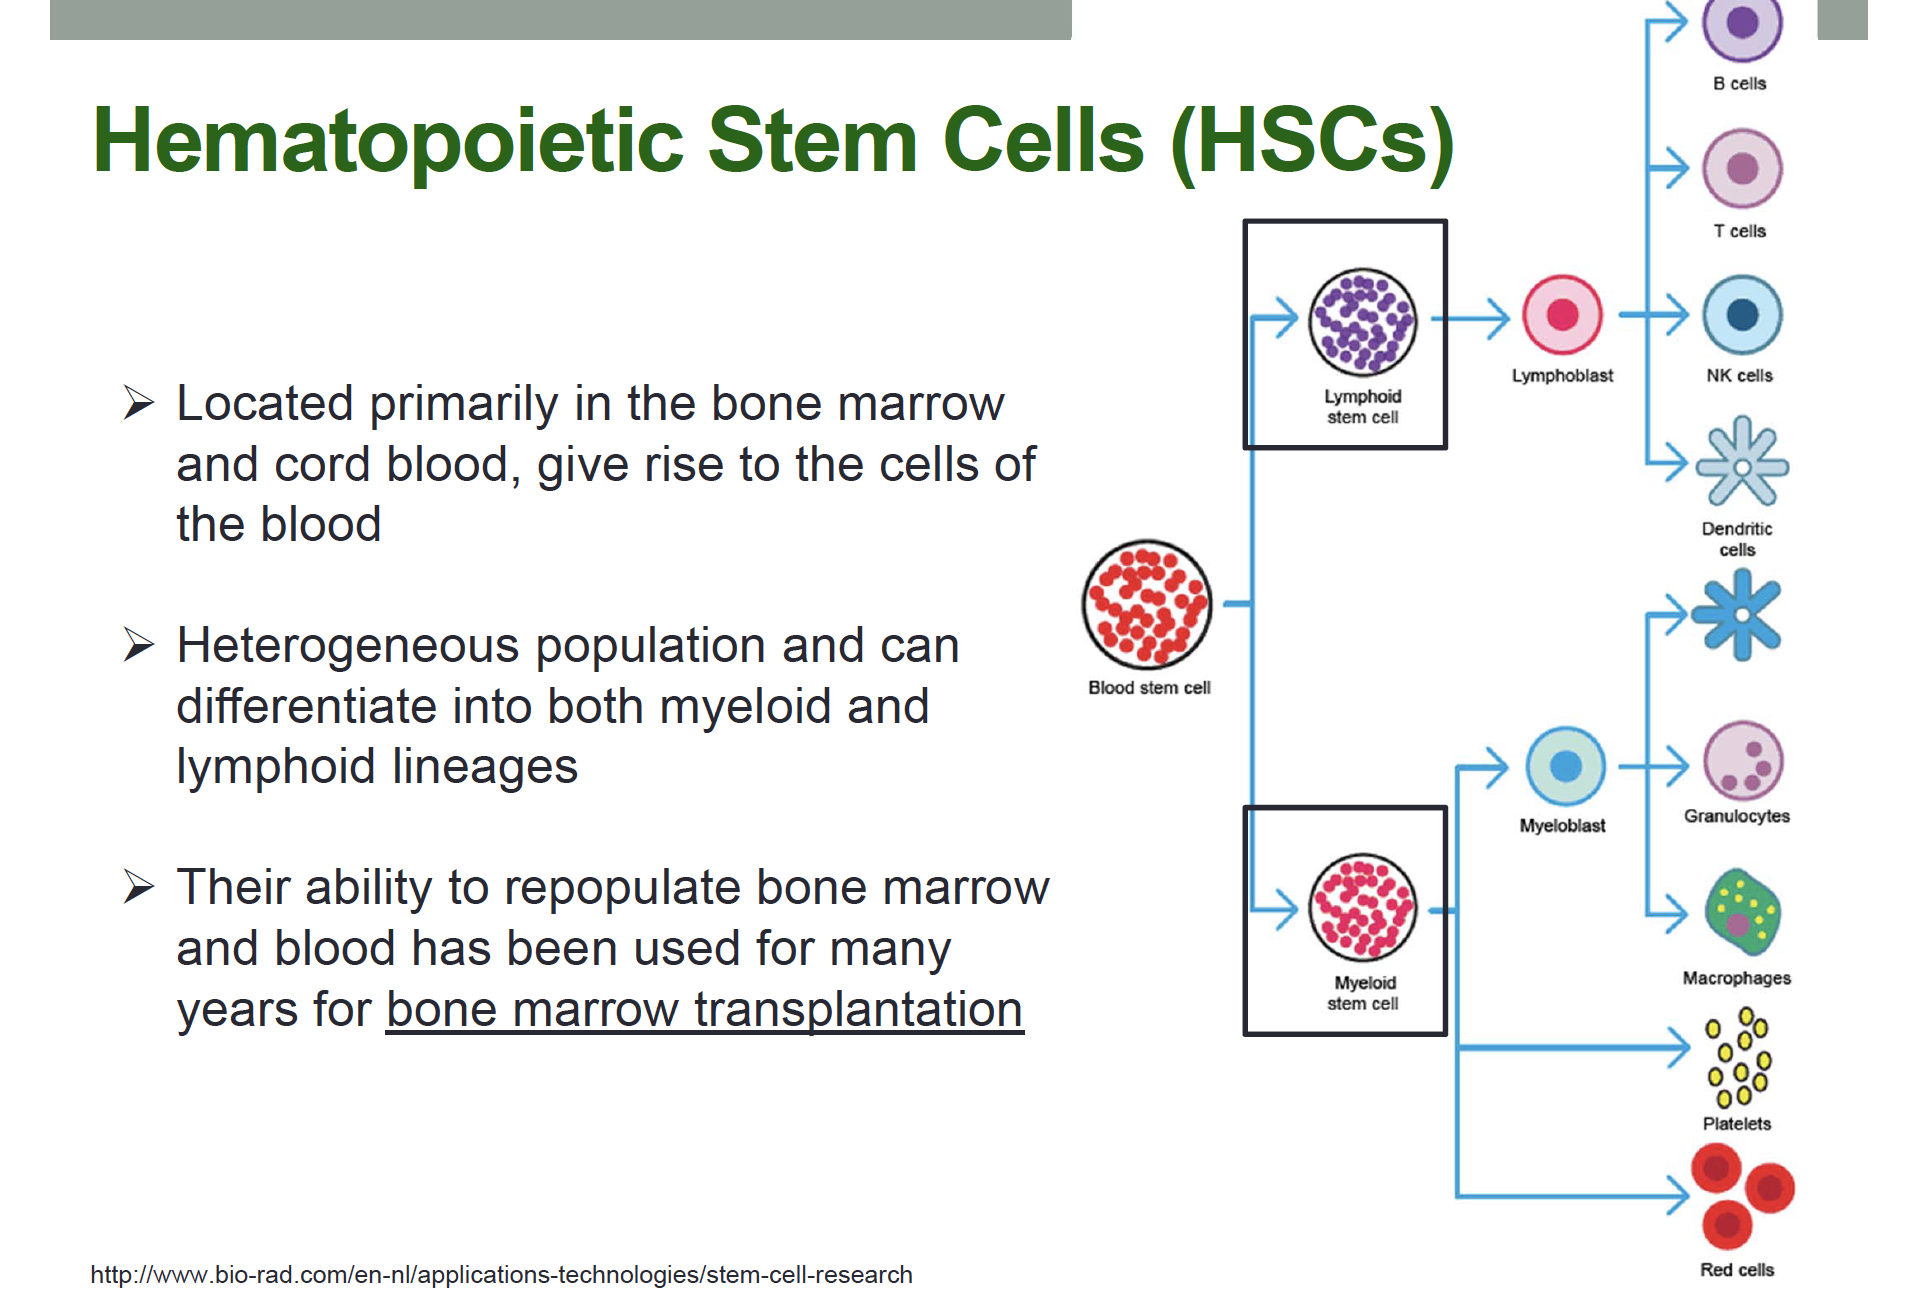 Hematopoietic Stem Cells (HSCs)
➢ Located primarily in the bone marrow
and cord blood, give rise to the cells of
the blood
➢ Heterogeneous population and can
differentiate into both myeloid and
lymphoid lineages
➢ Their ability to repopulate bone marrow
and blood has been used for many
years for bone marrow transplantation
http://www.bio-rad.com/en-nl/applications-technologies/stem-cell-research
Blood stem cell
Lymphoid
stem cell
Lymphoblast
B cells
T cells
NK cells
Dendritic
cells
Myeloid
stem cell
Myeloblast
Granulocytes
Macrophages
Platelets
Red cells